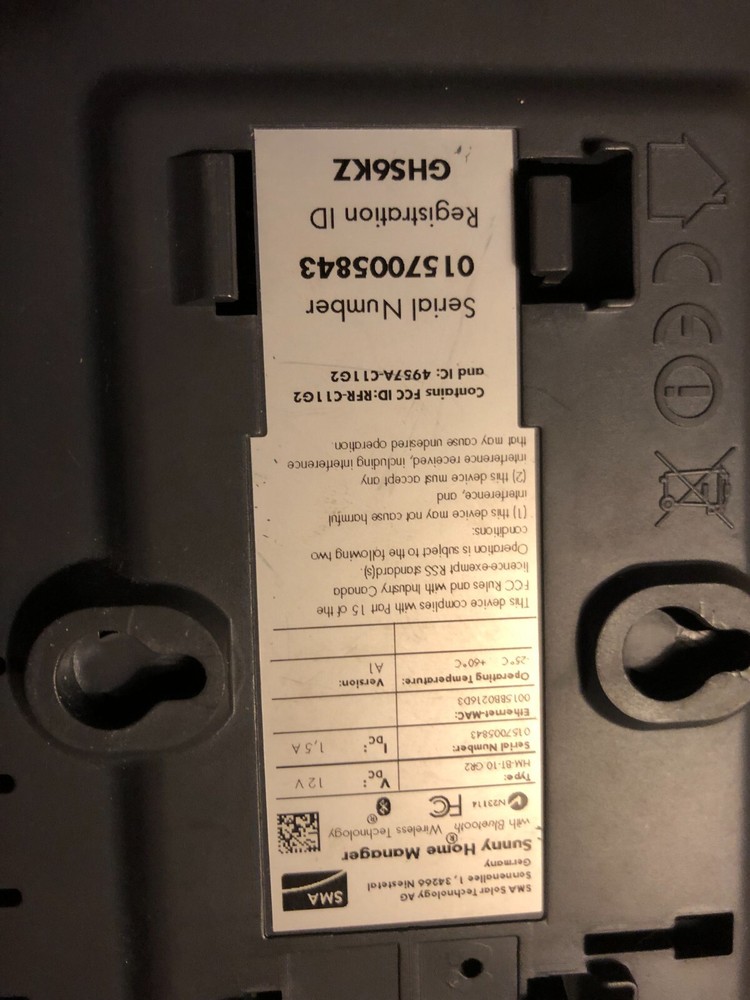 SMA Solar Technology AG
Sonnenallee 1, 34266 Niestetal
Germany
SMA
Sunny Home Manager
with Bluetooth® Wireless Technology
N23114 FC ®
Type:
HM-BT-10.GR2
V DC: 12 V
Serial Number:
0157005843
I DC: 1,5 A
Ethernet-MAC:
0015BB0216D3
Operating Temperature:
-25°C +60°C
Version:
A1
This device complies with Part 15 of the
FCC Rules and with Industry Canada
licence-exempt RSS standard(s).
Operation is subject to the following two
conditions:
(1) this device may not cause harmful
interference, and
(2) this device must accept any
interference received, including interference
that may cause undesired operation.
Contains FCC ID:RFR-C11G2
and IC: 4957A-C11G2
Serial Number
0157005843
Registration ID
GHS6KZ
CE